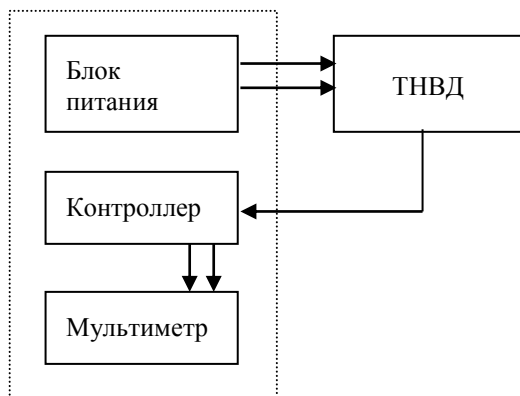 Блок
питания
ТНВД
Контроллер
Мультиметр